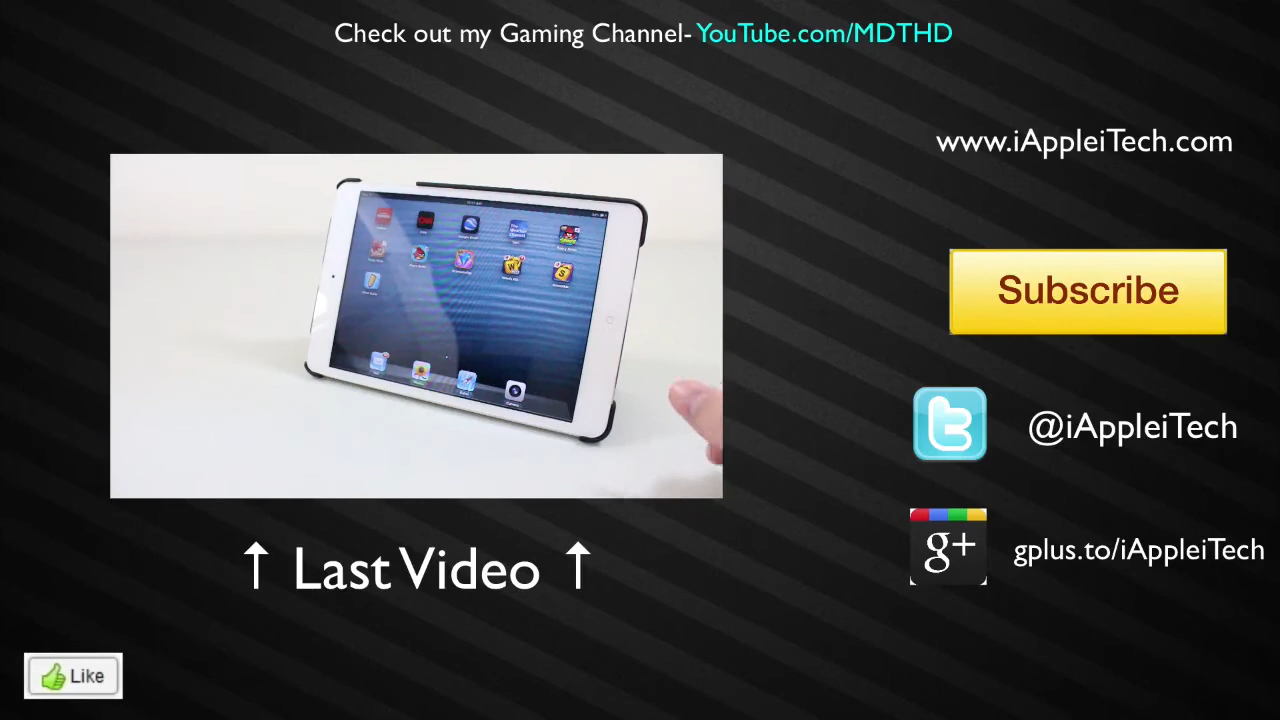 Check out my Gaming Channel- YouTube.com/MDTHD
www.iAppleiTech.com
Subscribe
@iAppleiTech
g+ gplus.to/iAppleiTech
↑ Last Video ↑
Like